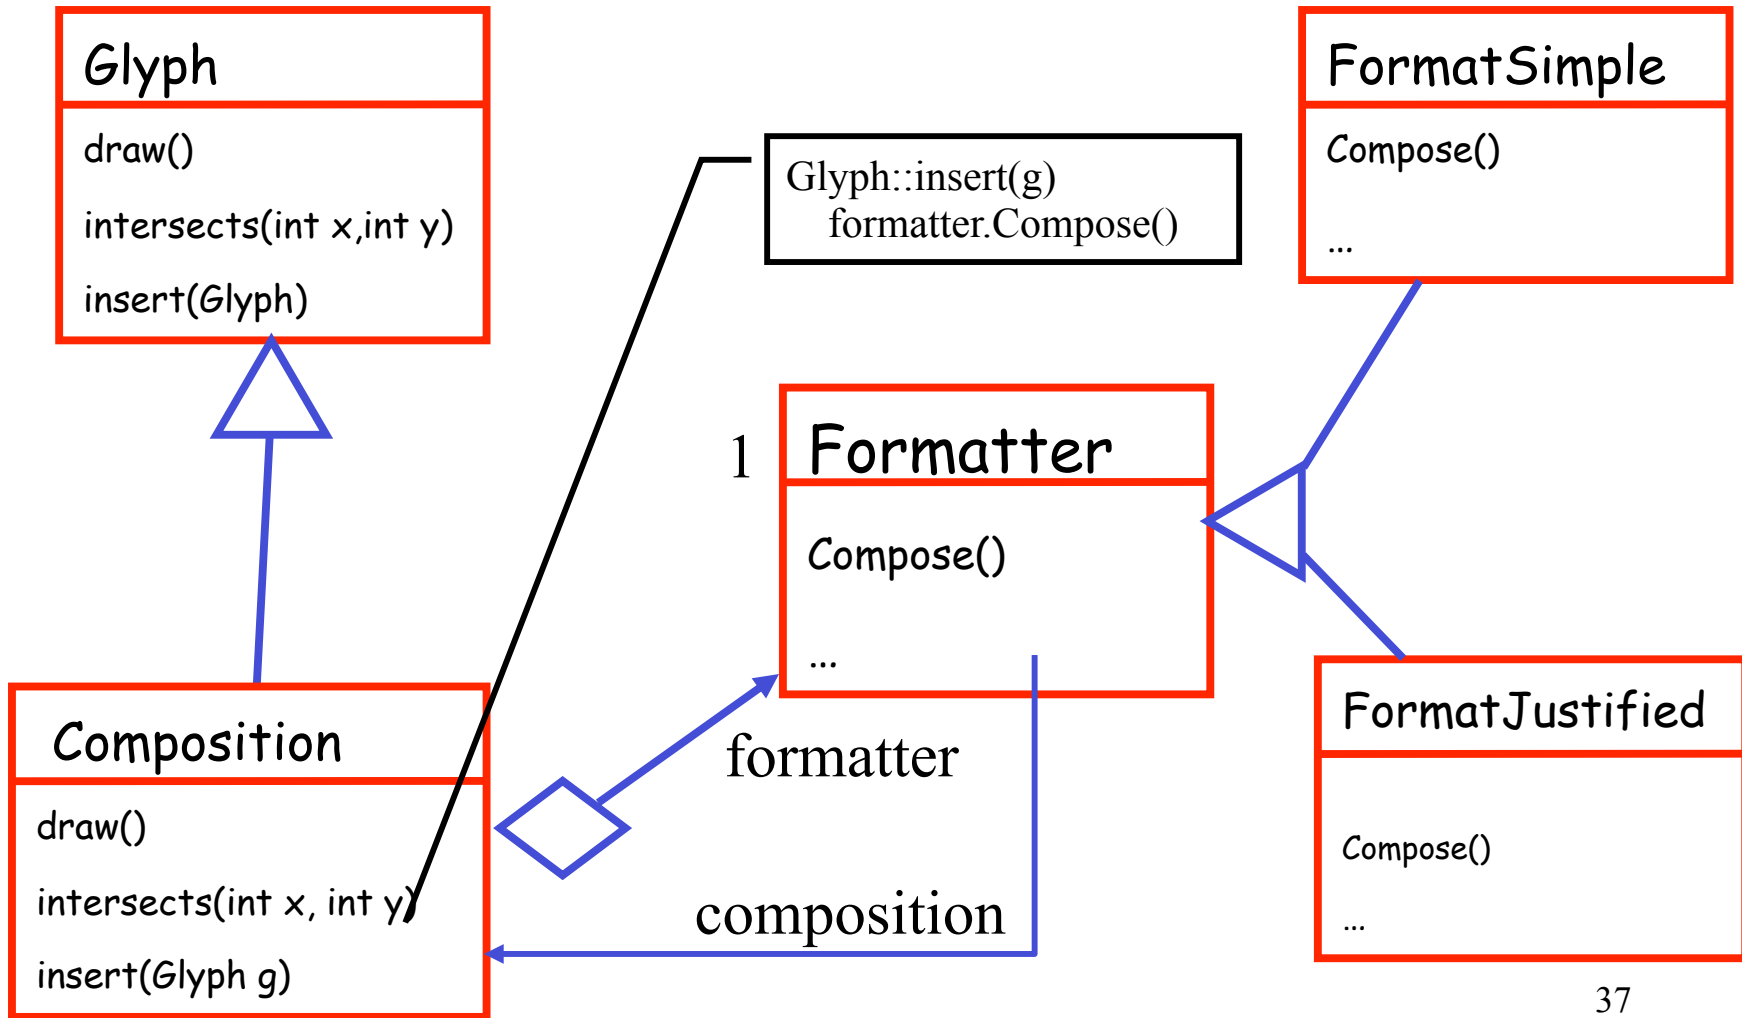 Glyph
draw()
intersects(int x,int y)
insert(Glyph)
Glyph::insert(g)
formatter.Compose()
FormatSimple
Compose()
...
1
Formatter
Compose()
...
formatter
composition
Composition
draw()
intersects(int x, int y)
insert(Glyph g)
FormatJustified
Compose()
...
37